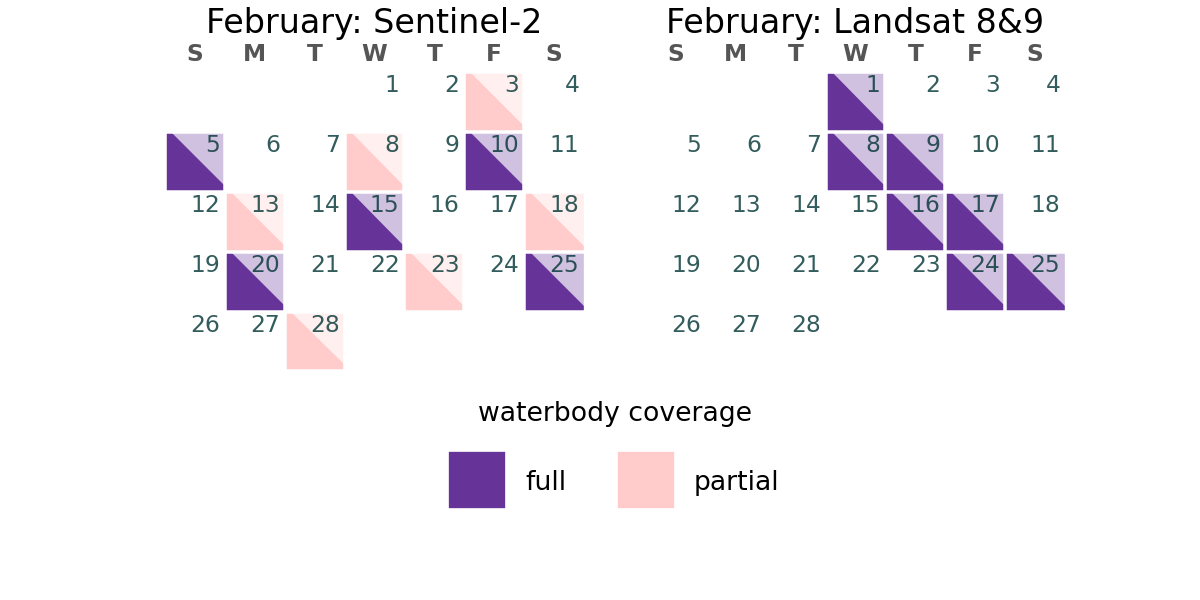 February: Sentinel-2
S M T W T F S
1 2 3 4
5 6 7 8 9 10 11
12 13 14 15 16 17 18
19 20 21 22 23 24 25
26 27 28
February: Landsat 8&9
S M T W T F S
1 2 3 4
5 6 7 8 9 10 11
12 13 14 15 16 17 18
19 20 21 22 23 24 25
26 27 28
waterbody coverage
full partial